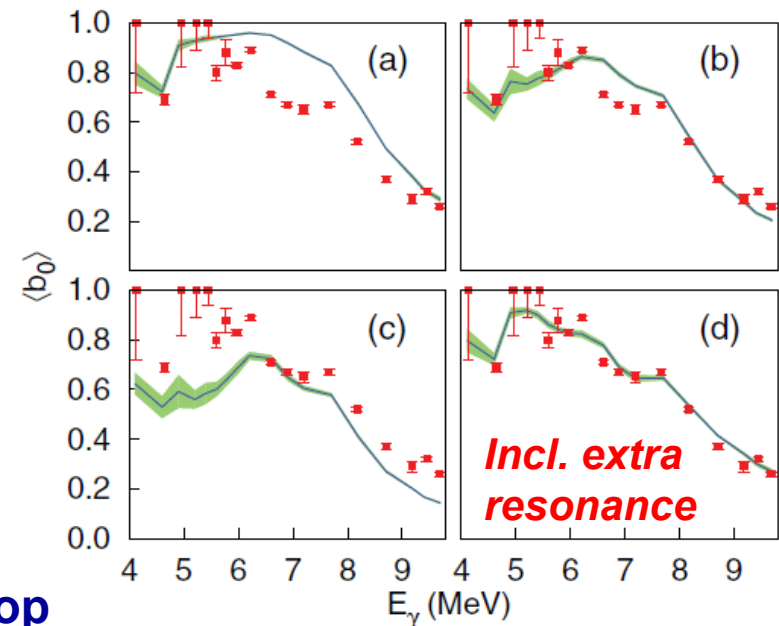 1.0
0.8
0.6
0.4
0.2
(a)
(b)
⟨b₀⟩
1.0
0.8
0.6
0.4
0.2
0.0
(c)
(d)
Incl. extra
resonance
4 5 6 7 8 9 4 5 6 7 8 9
E_γ (MeV)
op